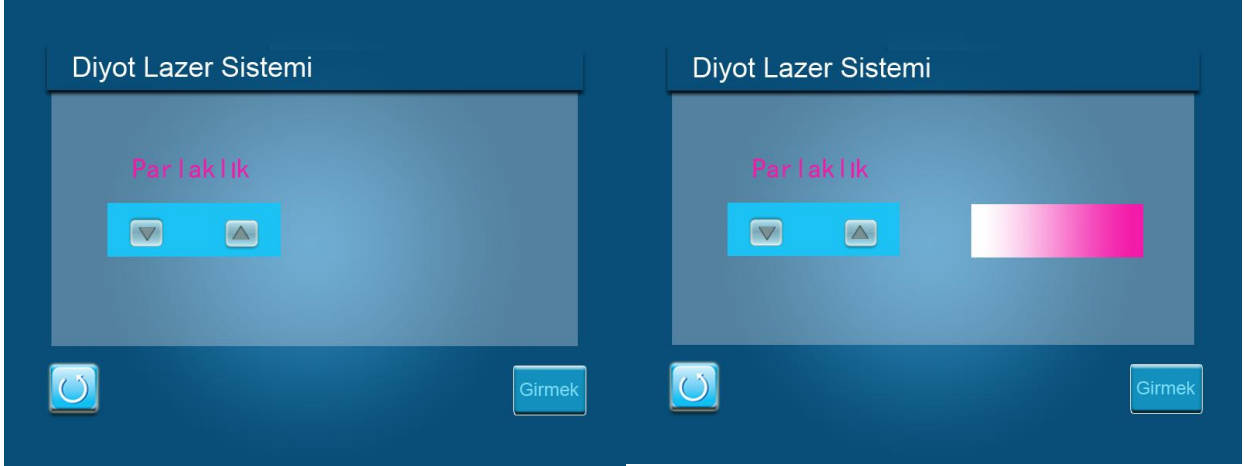 Diyot Lazer Sistemi
Parlaklık
Girmek
Diyot Lazer Sistemi
Parlaklık
Girmek